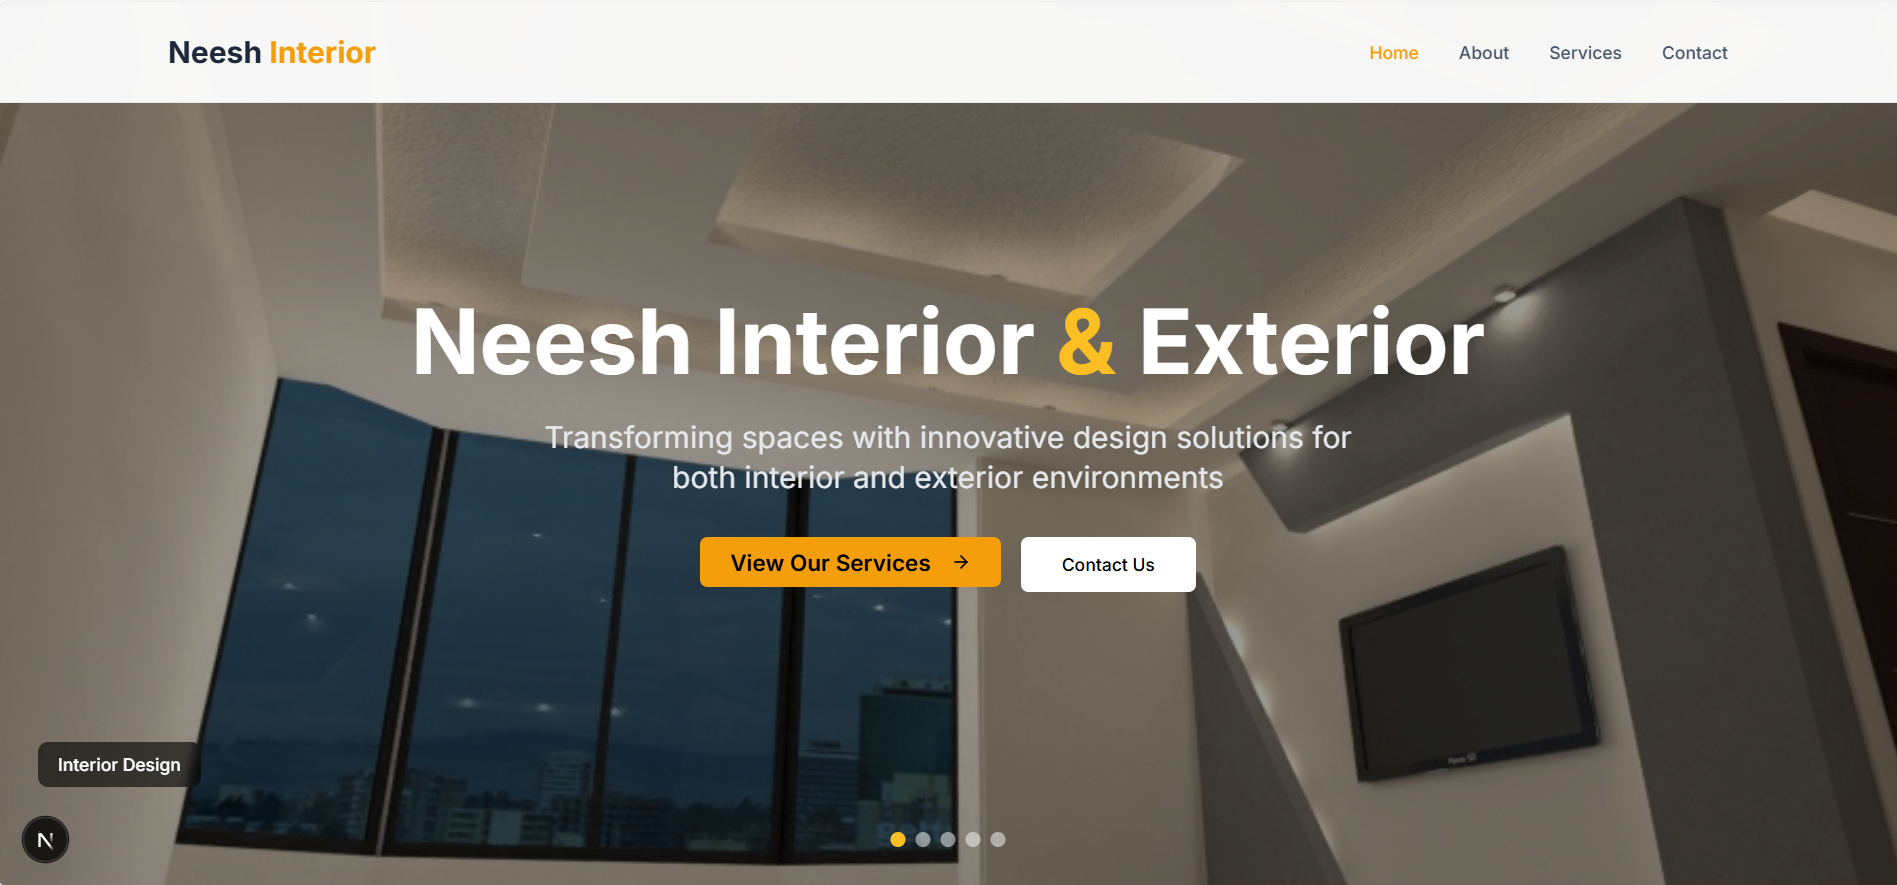 Neesh Interior
Home About Services Contact
Neesh Interior & Exterior
Transforming spaces with innovative design solutions for
both interior and exterior environments
View Our Services →
Contact Us
Interior Design
N